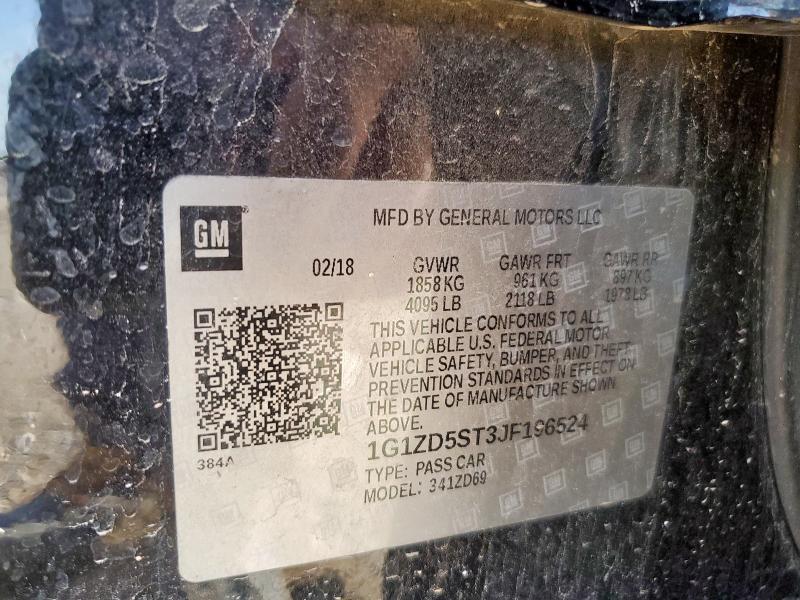 GM
MFD BY GENERAL MOTORS LLC
02/18
GVWR GAWR FRT GAWR RR
1858 KG 961 KG 897 KG
4095 LB 2118 LB 1978 LB
THIS VEHICLE CONFORMS TO ALL
APPLICABLE U.S. FEDERAL MOTOR
VEHICLE SAFETY, BUMPER, AND THEFT
PREVENTION STANDARDS IN EFFECT ON
THE DATE OF MANUFACTURE SHOWN
ABOVE.
1G1ZD5ST3JF196524
384A
TYPE: PASS CAR
MODEL: 341ZD69